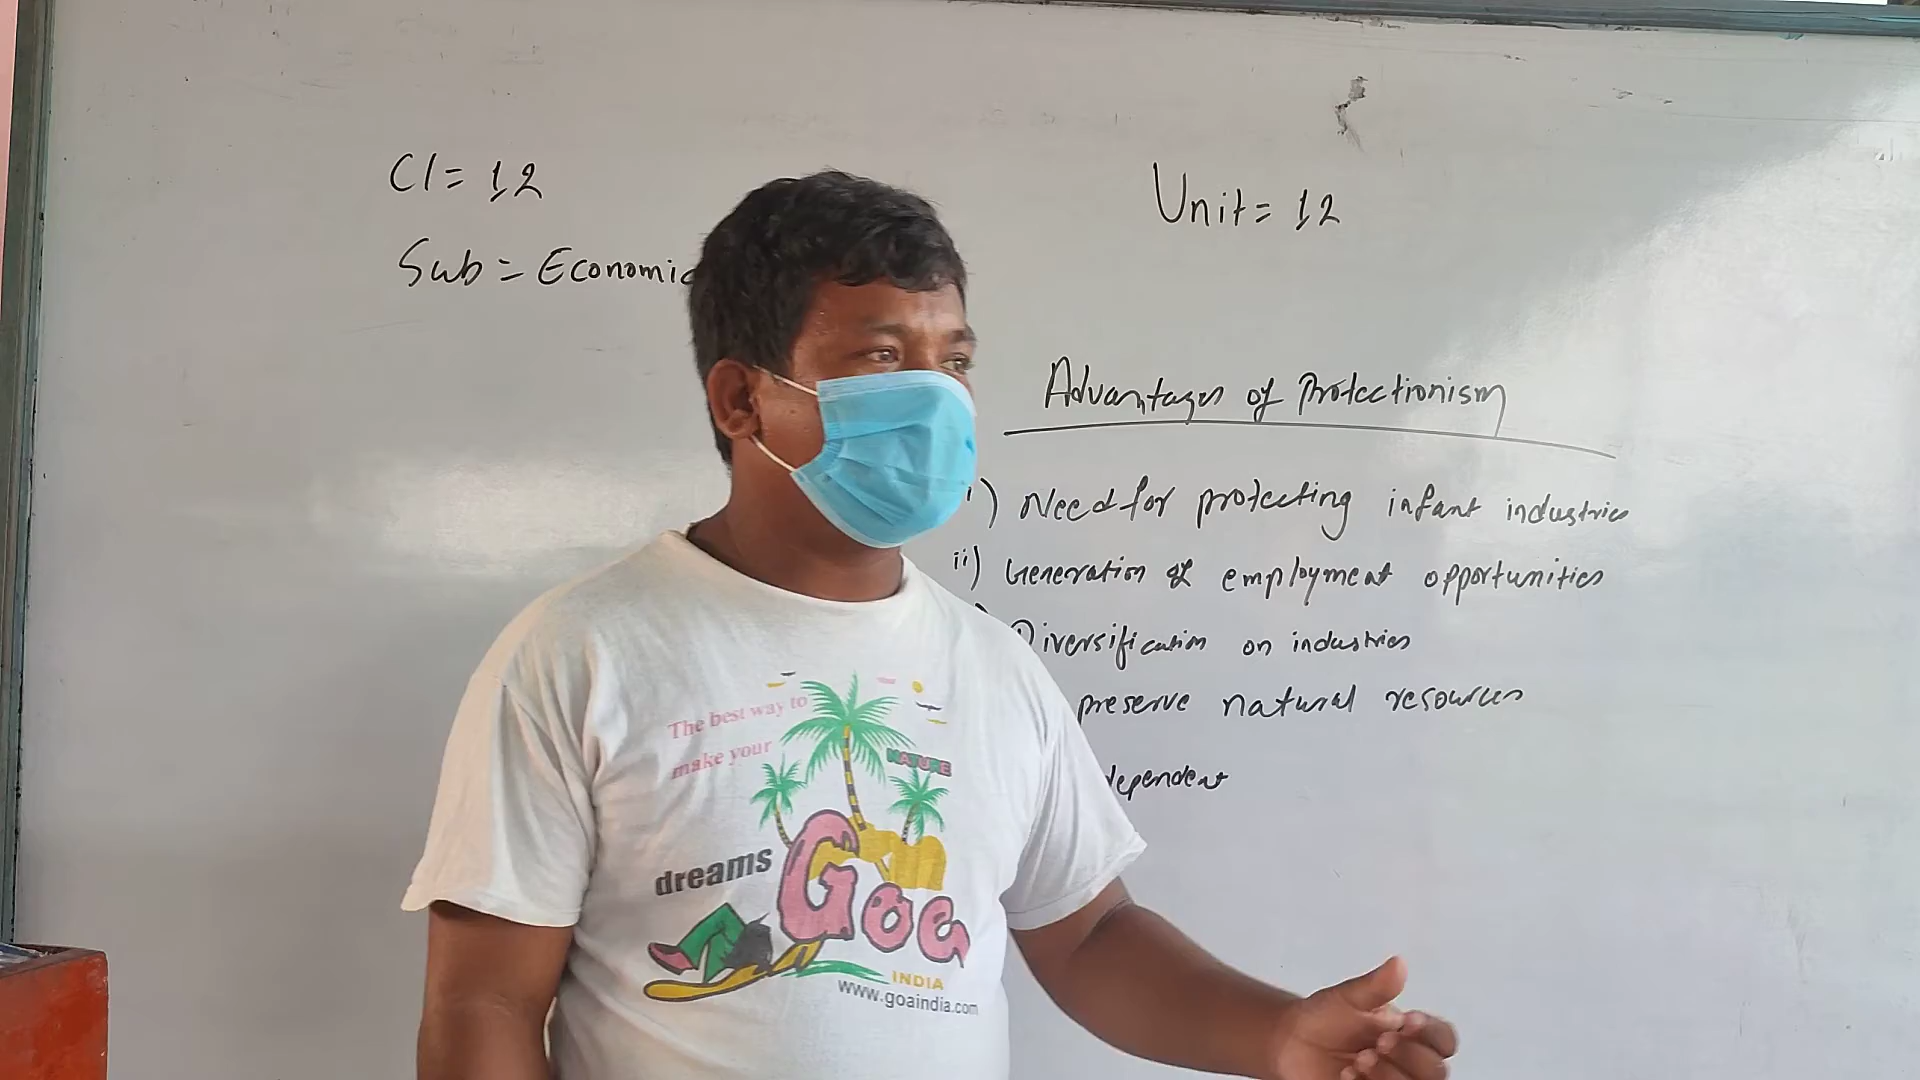 Cl = 12
Sub = Economic
Unit = 12
Advantages of Protectionism
i) Need for protecting infant industries
ii) Generation of employment opportunities
) Diversification on industries
preserve natural resources
dependent
The best way to
make your
NATURE
dreams
Goa
INDIA
www.goaindia.com